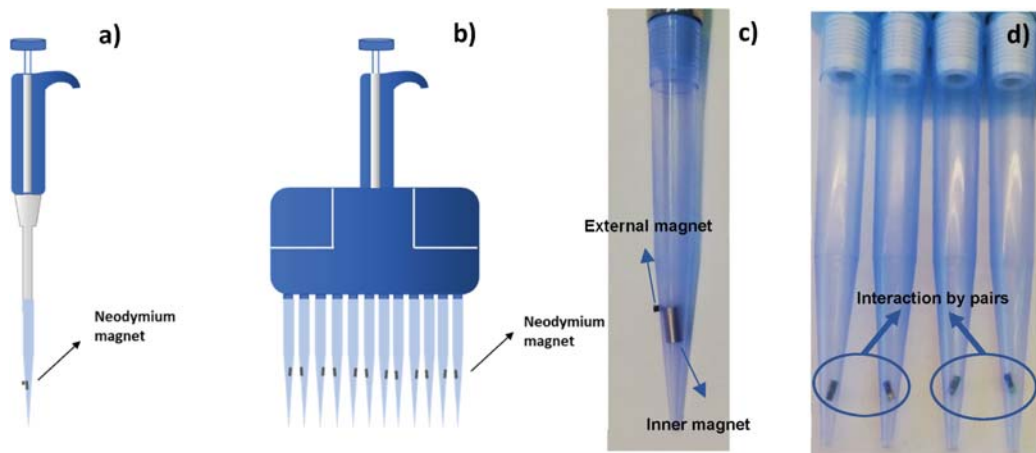 a)
b)
c)
d)
Neodymium
magnet
Neodymium
magnet
External magnet
Inner magnet
Interaction by pairs